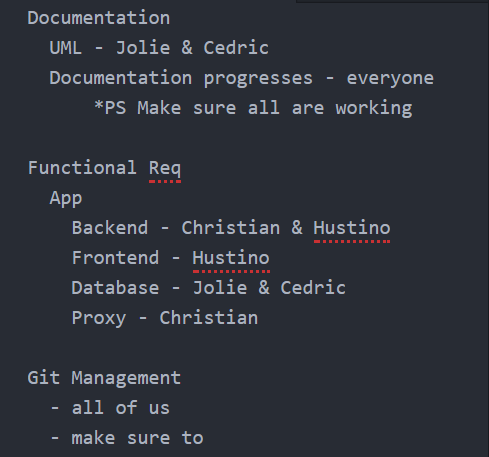 Documentation
UML - Jolie & Cedric
Documentation progresses - everyone
*PS Make sure all are working
Functional Req
App
Backend - Christian & Hustino
Frontend - Hustino
Database - Jolie & Cedric
Proxy - Christian
Git Management
- all of us
- make sure to